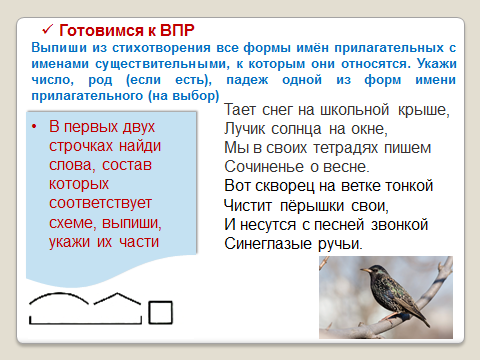 ✓ Готовимся к ВПР
Выпиши из стихотворения все формы имён прилагательных с
именами существительными, к которым они относятся. Укажи
число, род (если есть), падеж одной из форм имени
прилагательного (на выбор)
• В первых двух
строчках найди
слова, состав
которых
соответствует
схеме, выпиши,
укажи их части
Тает снег на школьной крыше,
Лучик солнца на окне,
Мы в своих тетрадях пишем
Сочиненье о весне.
Вот скворец на ветке тонкой
Чистит пёрышки свои,
И несутся с песней звонкой
Синеглазые ручьи.